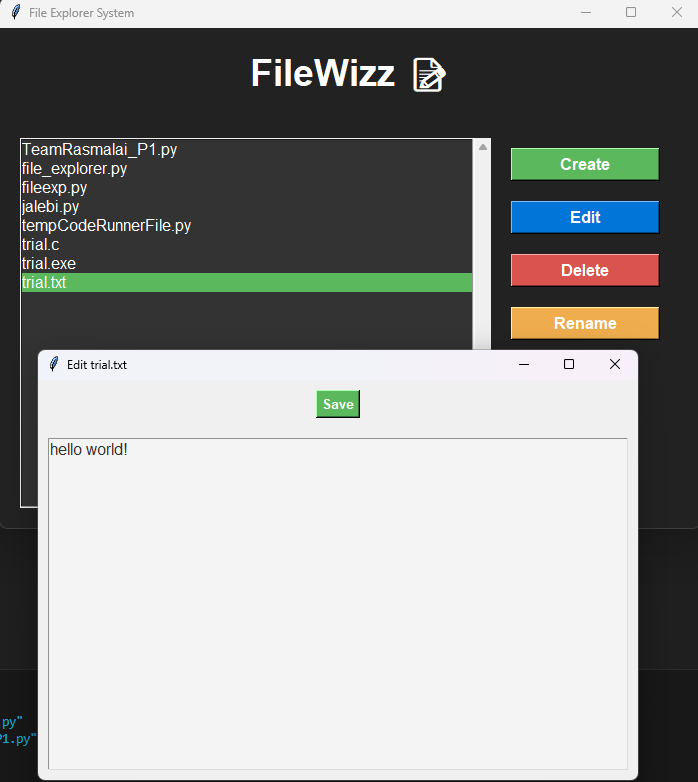 File Explorer System
FileWizz
TeamRasmalai_P1.py
file_explorer.py
fileexp.py
jalebi.py
tempCodeRunnerFile.py
trial.c
trial.exe
trial.txt
Create
Edit
Delete
Rename
Edit trial.txt
Save
hello world!
.py"
P1.py"